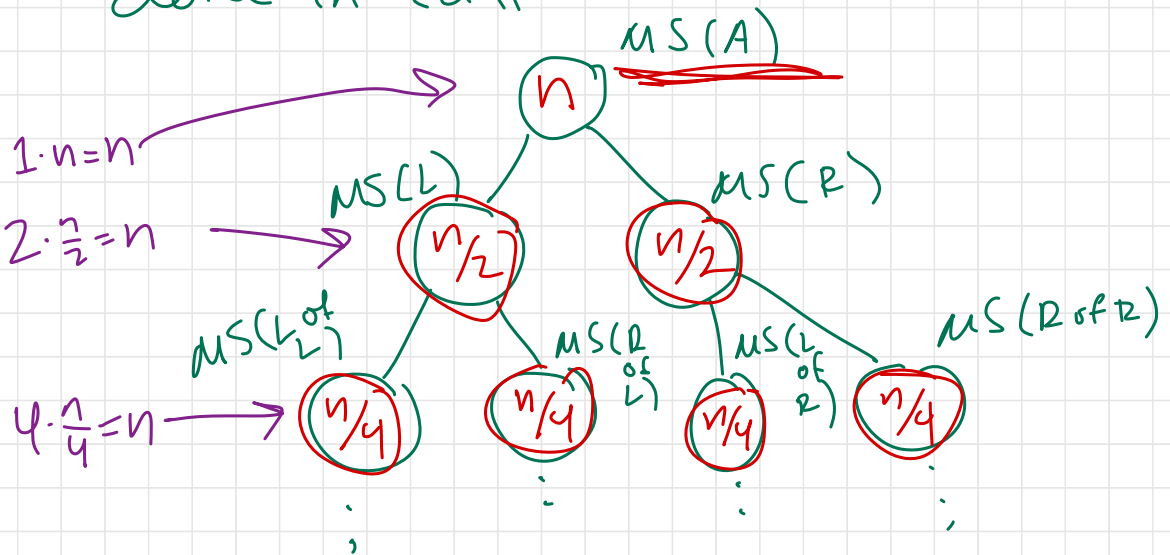 MS(A)
n
1·n=n
MS(L)
MS(R)
2·n/2=n
n/2
n/2
MS(L of L)
MS(R of L)
MS(L of R)
MS(R of R)
4·n/4=n
n/4
n/4
n/4
n/4